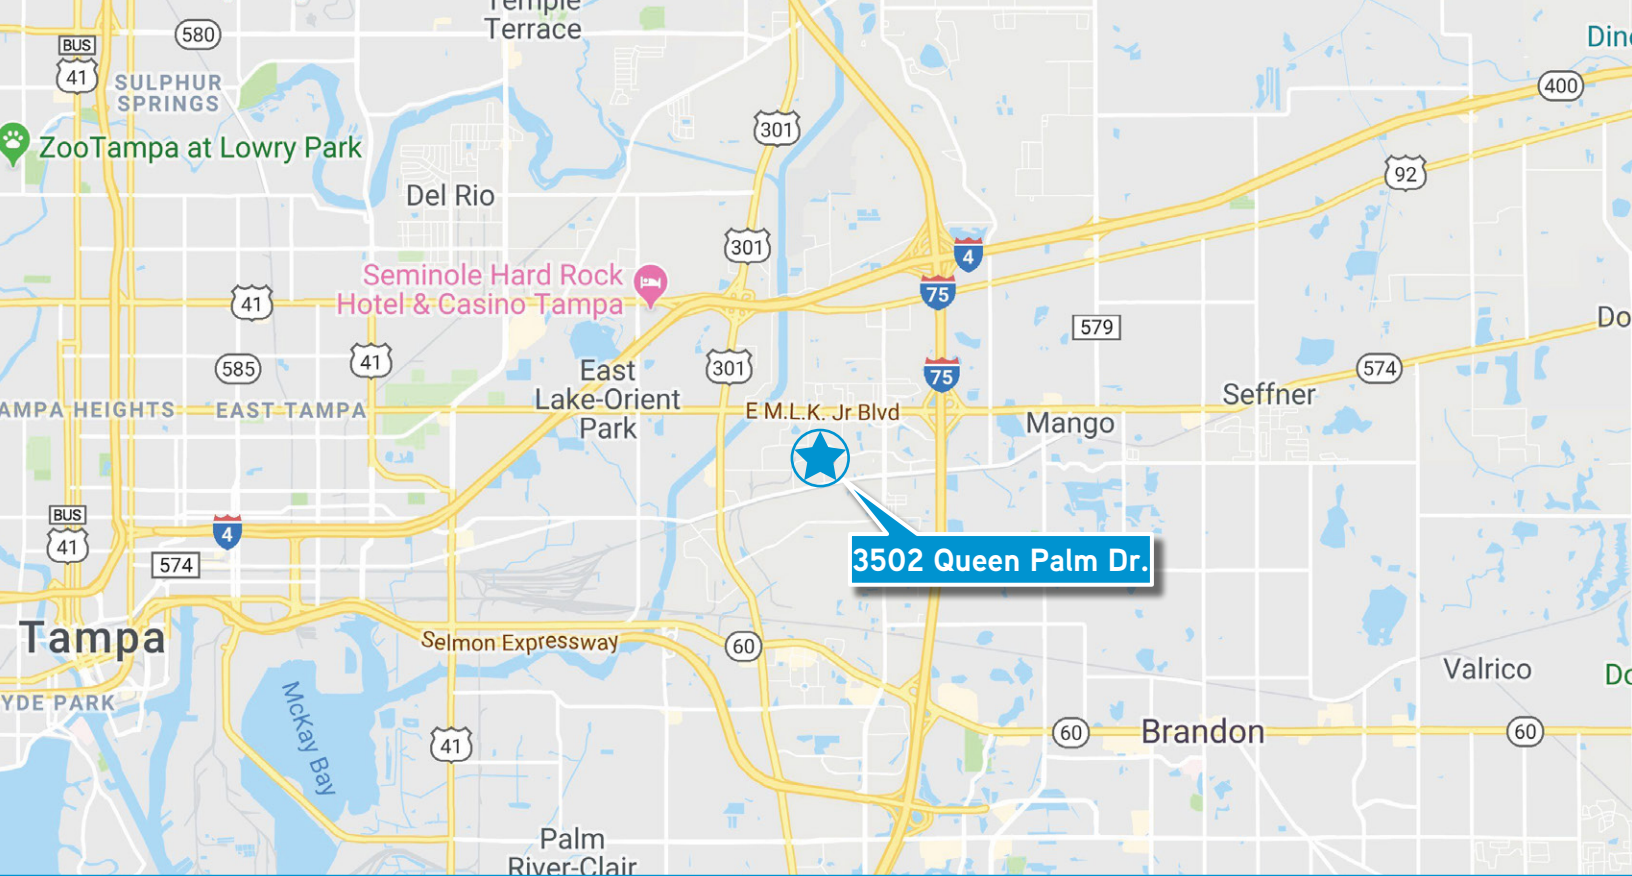 Temple
Terrace
580
BUS
41
SULPHUR
SPRINGS
400
301
ZooTampa at Lowry Park
92
Del Rio
301
4
Seminole Hard Rock
Hotel & Casino Tampa
75
41
579
Do
41
585
301
75
574
East
Lake-Orient
Park
Seffner
AMPA HEIGHTS
EAST TAMPA
E M.L.K. Jr Blvd
Mango
BUS
41
4
574
3502 Queen Palm Dr.
Tampa
Selmon Expressway
60
Valrico
Do
YDE PARK
McKay Bay
41
60
Brandon
60
Palm
River-Clair